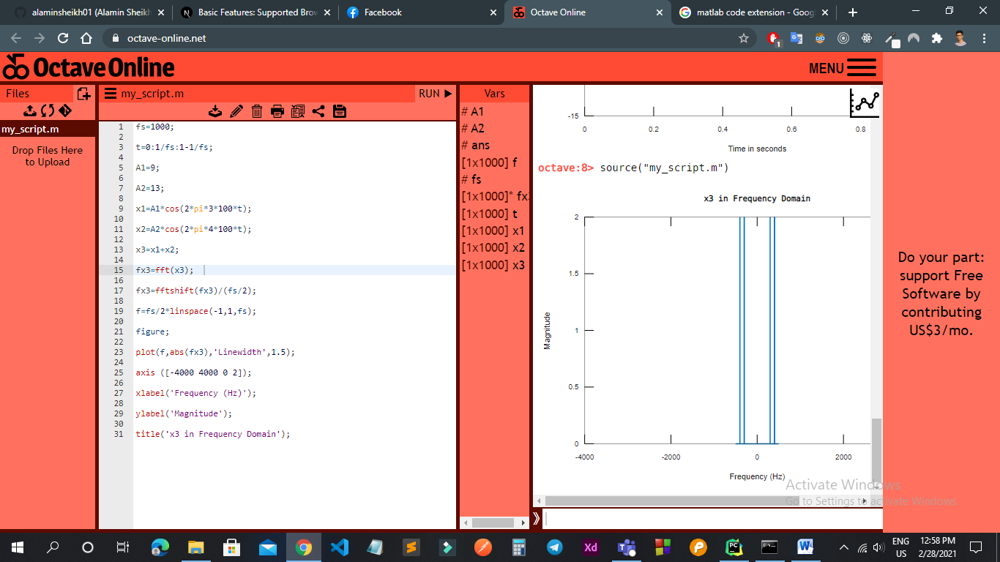 alaminsheikh01 (Alamin Sheikh
Basic Features: Supported Brow
Facebook
Octave Online
matlab code extension - Goog
octave-online.net
1
Octave Online
MENU
Files
my_script.m
RUN
Vars
my_script.m
Drop Files Here
to Upload
1 fs=1000;
2
3 t=0:1/fs:1-1/fs;
4
5 A1=9;
6
7 A2=13;
8
9 x1=A1*cos(2*pi*3*100*t);
10
11 x2=A2*cos(2*pi*4*100*t);
12
13 x3=x1+x2;
14
15 fx3=fft(x3);
16
17 fx3=fftshift(fx3)/(fs/2);
18
19 f=fs/2*linspace(-1,1,fs);
20
21 figure;
22
23 plot(f,abs(fx3),'Linewidth',1.5);
24
25 axis ([-4000 4000 0 2]);
26
27 xlabel('Frequency (Hz)');
28
29 ylabel('Magnitude');
30
31 title('x3 in Frequency Domain');
# A1
# A2
# ans
[1x1000] f
# fs
[1x1000]* fx3
[1x1000] t
[1x1000] x1
[1x1000] x2
[1x1000] x3
-15
0 0.2 0.4 0.6 0.8
Time in seconds
octave:8> source("my_script.m")
x3 in Frequency Domain
2
1.5
1
0.5
0
Magnitude
-4000 -2000 0 2000
Frequency (Hz)
Do your part:
support Free
Software by
contributing
US$3/mo.
Activate Windows
Go to Settings to activate Windows.
ENG
US
12:58 PM
2/28/2021